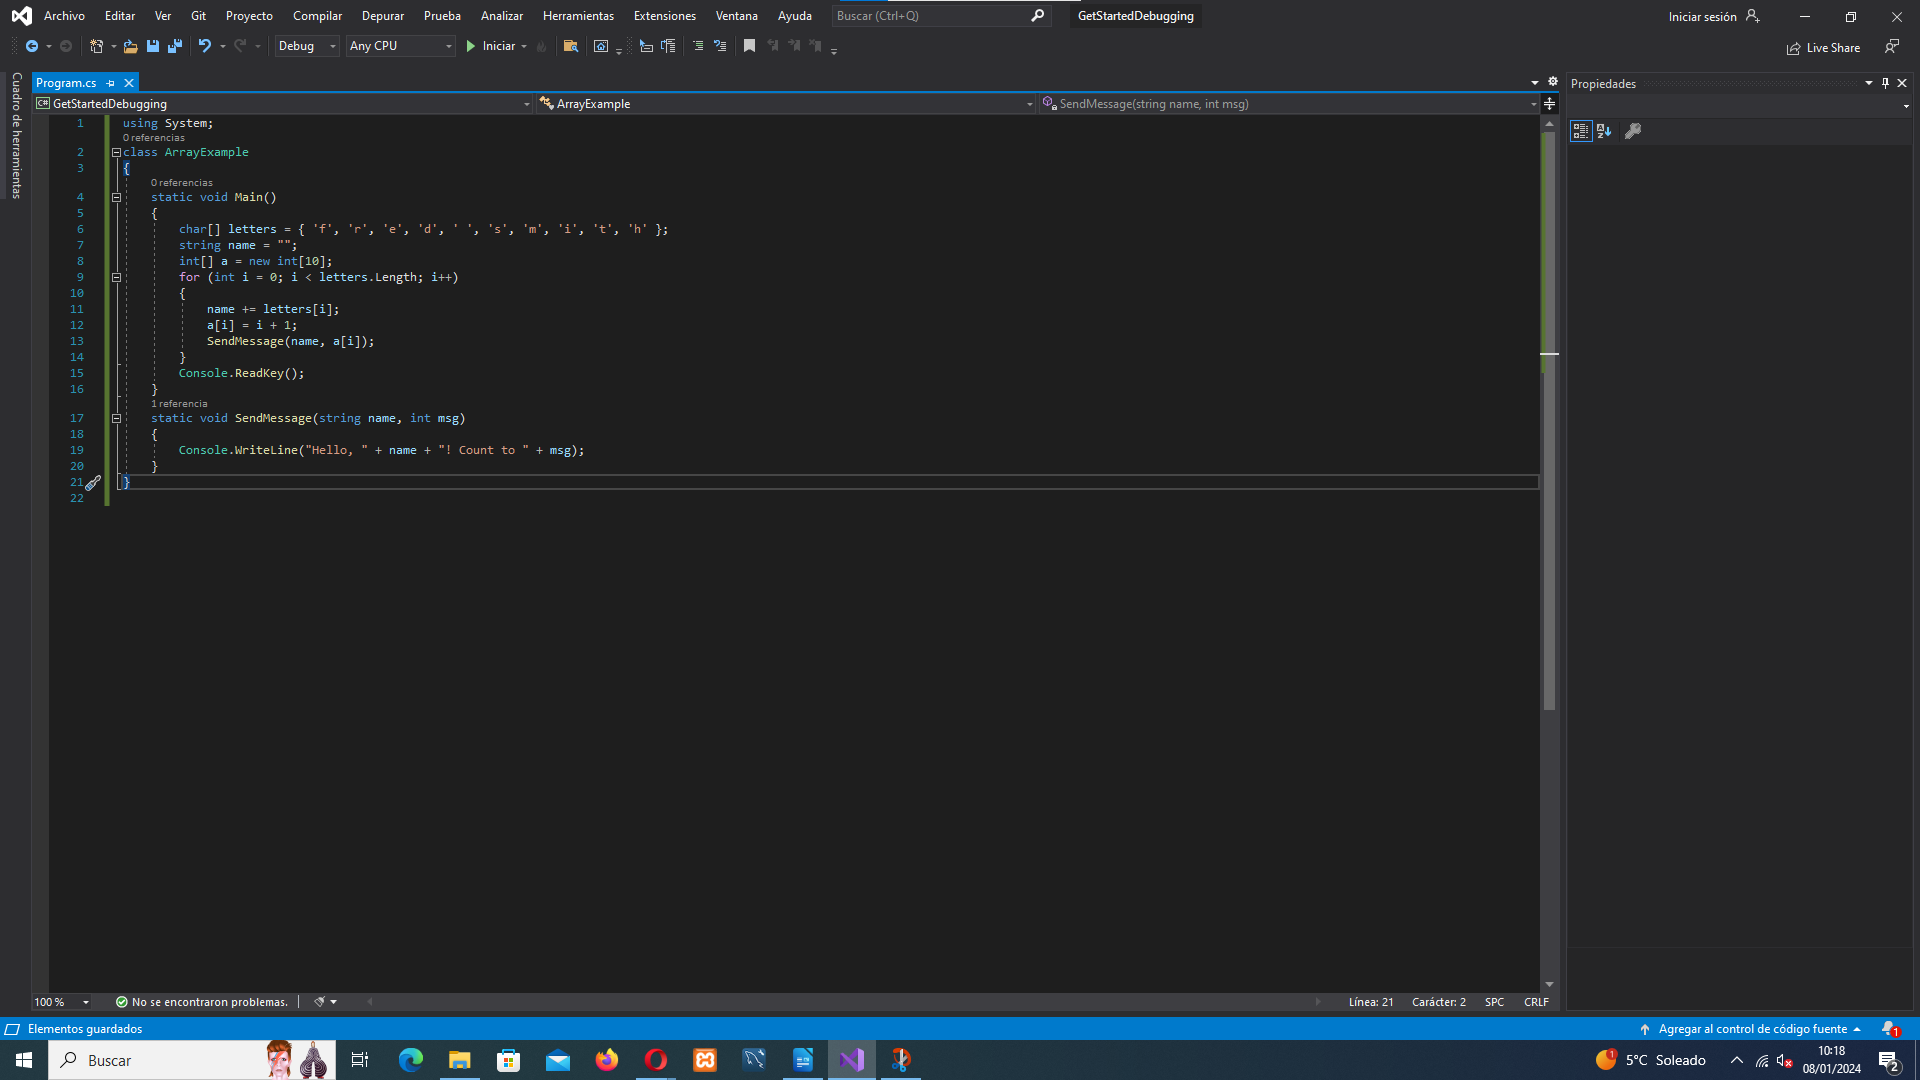 Archivo Editar Ver Git Proyecto Compilar Depurar Prueba Analizar Herramientas Extensiones Ventana Ayuda Buscar (Ctrl+Q) GetStartedDebugging Iniciar sesión
Debug Any CPU Iniciar Live Share
Cuadro de herramientas
Program.cs
GetStartedDebugging ArrayExample SendMessage(string name, int msg)
Propiedades
1 using System;
0 referencias
2 class ArrayExample
3 {
0 referencias
4 static void Main()
5 {
6 char[] letters = { 'f', 'r', 'e', 'd', ' ', 's', 'm', 'i', 't', 'h' };
7 string name = "";
8 int[] a = new int[10];
9 for (int i = 0; i < letters.Length; i++)
10 {
11 name += letters[i];
12 a[i] = i + 1;
13 SendMessage(name, a[i]);
14 }
15 Console.ReadKey();
16 }
1 referencia
17 static void SendMessage(string name, int msg)
18 {
19 Console.WriteLine("Hello, " + name + "! Count to " + msg);
20 }
21 }
22
100 % No se encontraron problemas. Línea: 21 Carácter: 2 SPC CRLF
Elementos guardados Agregar al control de código fuente 1
Buscar 1 5°C Soleado 10:18
08/01/2024 2